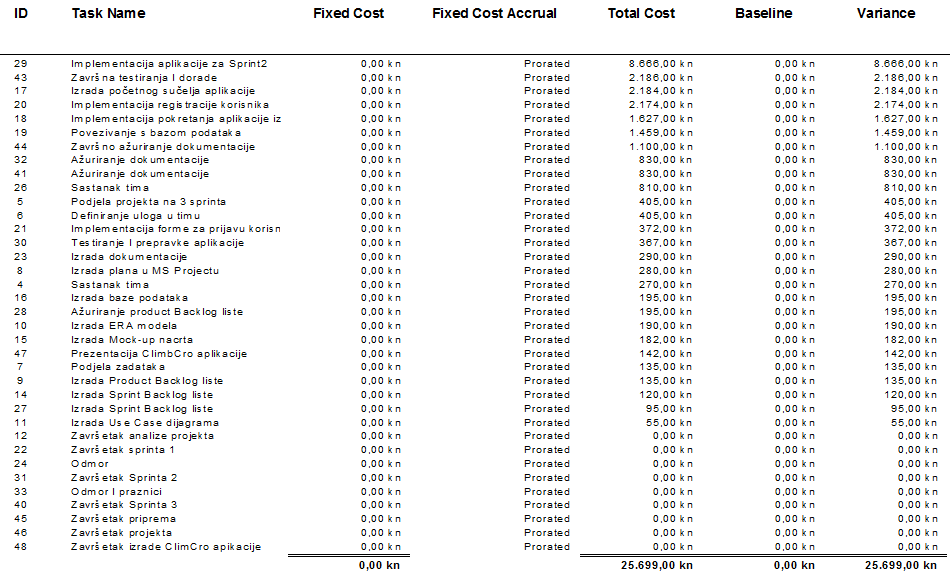 ID Task Name Fixed Cost Fixed Cost Accrual Total Cost Baseline Variance
29 Implementacija aplikacije za Sprint2 0,00 kn Prorated 8.666,00 kn 0,00 kn 8.666,00 kn
43 Završna testiranja I dorade 0,00 kn Prorated 2.186,00 kn 0,00 kn 2.186,00 kn
17 Izrada početnog sučelja aplikacije 0,00 kn Prorated 2.184,00 kn 0,00 kn 2.184,00 kn
20 Implementacija registracije korisnika 0,00 kn Prorated 2.174,00 kn 0,00 kn 2.174,00 kn
18 Implementacija pokretanja aplikacije iz 0,00 kn Prorated 1.627,00 kn 0,00 kn 1.627,00 kn
19 Povezivanje s bazom podataka 0,00 kn Prorated 1.459,00 kn 0,00 kn 1.459,00 kn
44 Završno ažuriranje dokumentacije 0,00 kn Prorated 1.100,00 kn 0,00 kn 1.100,00 kn
32 Ažuriranje dokumentacije 0,00 kn Prorated 830,00 kn 0,00 kn 830,00 kn
41 Ažuriranje dokumentacije 0,00 kn Prorated 830,00 kn 0,00 kn 830,00 kn
26 Sastanak tima 0,00 kn Prorated 810,00 kn 0,00 kn 810,00 kn
5 Podjela projekta na 3 sprinta 0,00 kn Prorated 405,00 kn 0,00 kn 405,00 kn
6 Definiranje uloga u timu 0,00 kn Prorated 405,00 kn 0,00 kn 405,00 kn
21 Implementacija forme za prijavu korisn 0,00 kn Prorated 372,00 kn 0,00 kn 372,00 kn
30 Testiranje I prepravke aplikacije 0,00 kn Prorated 367,00 kn 0,00 kn 367,00 kn
23 Izrada dokumentacije 0,00 kn Prorated 290,00 kn 0,00 kn 290,00 kn
8 Izrada plana u MS Projectu 0,00 kn Prorated 280,00 kn 0,00 kn 280,00 kn
4 Sastanak tima 0,00 kn Prorated 270,00 kn 0,00 kn 270,00 kn
16 Izrada baze podataka 0,00 kn Prorated 195,00 kn 0,00 kn 195,00 kn
28 Ažuriranje product Backlog liste 0,00 kn Prorated 195,00 kn 0,00 kn 195,00 kn
10 Izrada ERA modela 0,00 kn Prorated 190,00 kn 0,00 kn 190,00 kn
15 Izrada Mock-up nacrta 0,00 kn Prorated 182,00 kn 0,00 kn 182,00 kn
47 Prezentacija ClimbCro aplikacije 0,00 kn Prorated 142,00 kn 0,00 kn 142,00 kn
7 Podjela zadataka 0,00 kn Prorated 135,00 kn 0,00 kn 135,00 kn
9 Izrada Product Backlog liste 0,00 kn Prorated 135,00 kn 0,00 kn 135,00 kn
14 Izrada Sprint Backlog liste 0,00 kn Prorated 120,00 kn 0,00 kn 120,00 kn
27 Izrada Sprint Backlog liste 0,00 kn Prorated 95,00 kn 0,00 kn 95,00 kn
11 Izrada Use Case dijagrama 0,00 kn Prorated 55,00 kn 0,00 kn 55,00 kn
12 Završetak analize projekta 0,00 kn Prorated 0,00 kn 0,00 kn 0,00 kn
22 Završetak sprinta 1 0,00 kn Prorated 0,00 kn 0,00 kn 0,00 kn
24 Odmor 0,00 kn Prorated 0,00 kn 0,00 kn 0,00 kn
31 Završetak Sprinta 2 0,00 kn Prorated 0,00 kn 0,00 kn 0,00 kn
33 Odmor I praznici 0,00 kn Prorated 0,00 kn 0,00 kn 0,00 kn
40 Završetak Sprinta 3 0,00 kn Prorated 0,00 kn 0,00 kn 0,00 kn
45 Završetak priprema 0,00 kn Prorated 0,00 kn 0,00 kn 0,00 kn
46 Završetak projekta 0,00 kn Prorated 0,00 kn 0,00 kn 0,00 kn
48 Završetak izrade ClimCro apikacije 0,00 kn Prorated 0,00 kn 0,00 kn 0,00 kn
0,00 kn 25.699,00 kn 0,00 kn 25.699,00 kn